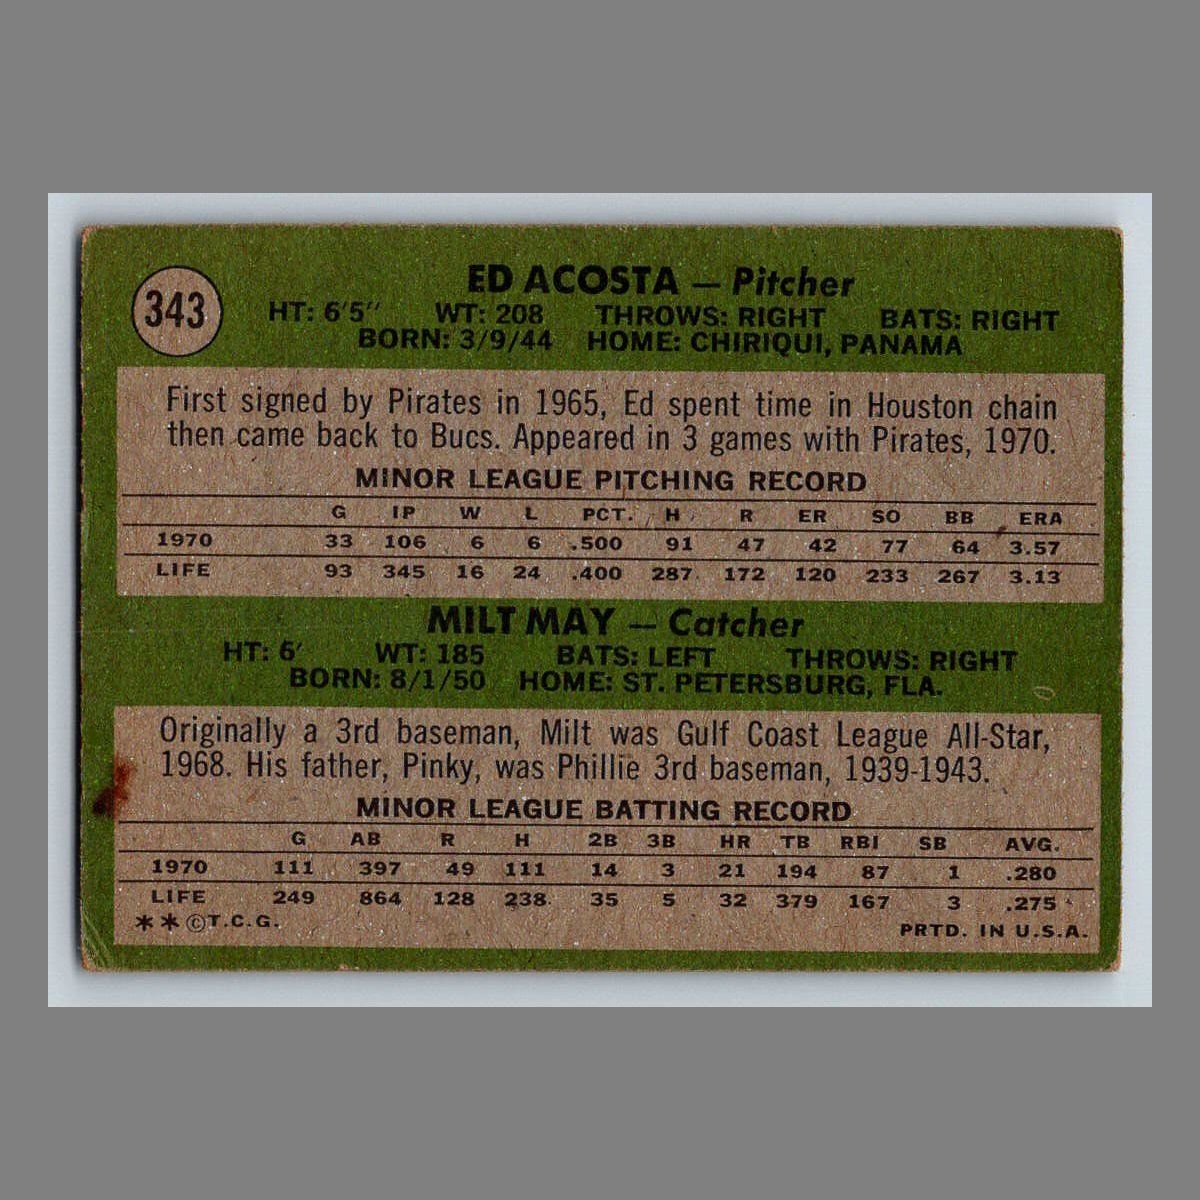 343
ED ACOSTA — Pitcher
HT: 6'5" WT: 208 THROWS: RIGHT BATS: RIGHT
BORN: 3/9/44 HOME: CHIRIQUI, PANAMA
First signed by Pirates in 1965, Ed spent time in Houston chain
then came back to Bucs. Appeared in 3 games with Pirates, 1970.
MINOR LEAGUE PITCHING RECORD
G IP W L PCT. H R ER SO BB ERA
1970 33 106 6 6 .500 91 47 42 77 64 3.57
LIFE 93 345 16 24 .400 287 172 120 233 267 3.13
MILT MAY — Catcher
HT: 6' WT: 185 BATS: LEFT THROWS: RIGHT
BORN: 8/1/50 HOME: ST. PETERSBURG, FLA.
Originally a 3rd baseman, Milt was Gulf Coast League All-Star,
1968. His father, Pinky, was Phillie 3rd baseman, 1939-1943.
MINOR LEAGUE BATTING RECORD
G AB R H 2B 3B HR TB RBI SB AVG.
1970 111 397 49 111 14 3 21 194 87 1 .280
LIFE 249 864 128 238 35 5 32 379 167 3 .275
**©T.C.G.
PRTD. IN U.S.A.